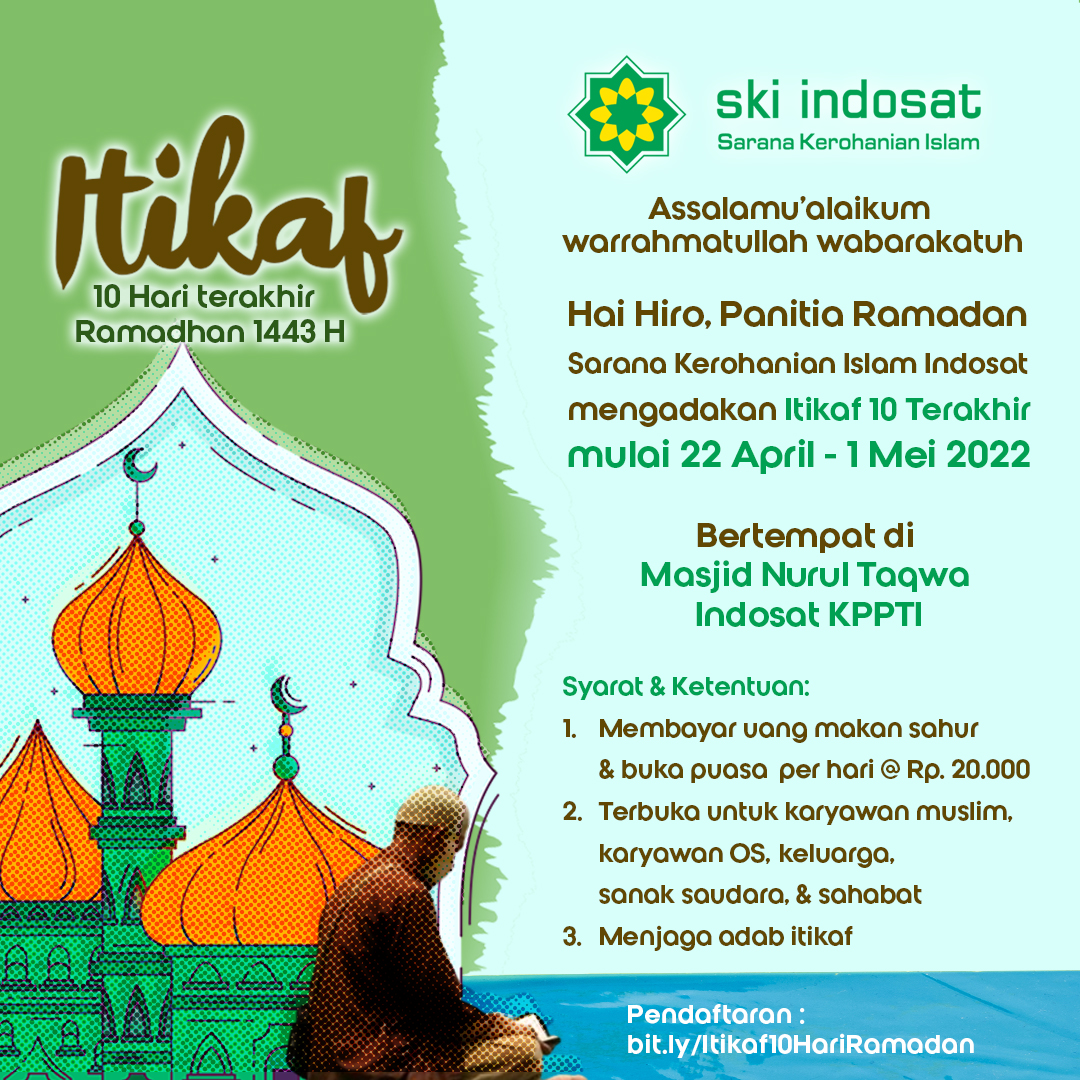 Itikaf
10 Hari terakhir
Ramadhan 1443 H
ski indosat
Sarana Kerohanian Islam
Assalamu'alaikum
warrahmatullah wabarakatuh
Hai Hiro, Panitia Ramadan
Sarana Kerohanian Islam Indosat
mengadakan Itikaf 10 Terakhir
mulai 22 April - 1 Mei 2022
Bertempat di
Masjid Nurul Taqwa
Indosat KPPTI
Syarat & Ketentuan:
1. Membayar uang makan sahur
& buka puasa per hari @ Rp. 20.000
2. Terbuka untuk karyawan muslim,
karyawan OS, keluarga,
sanak saudara, & sahabat
3. Menjaga adab itikaf
Pendaftaran :
bit.ly/Itikaf10HariRamadan